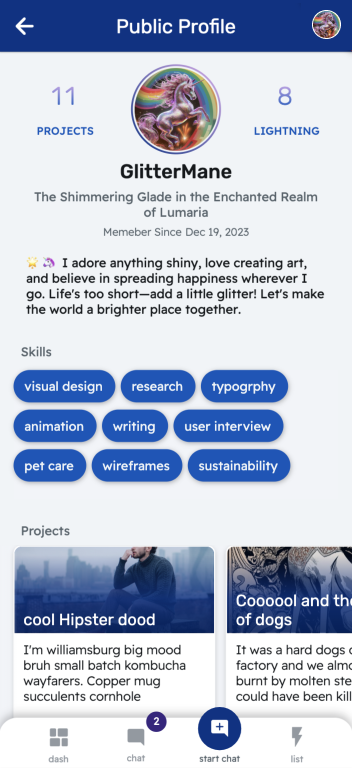 Public Profile
11
PROJECTS
8
LIGHTNING
GlitterMane
The Shimmering Glade in the Enchanted Realm
of Lumaria
Memeber Since Dec 19, 2023
🌟 🦄 I adore anything shiny, love creating art,
and believe in spreading happiness wherever I
go. Life's too short—add a little glitter! Let's make
the world a brighter place together.
Skills
visual design
research
typogrphy
animation
writing
user interview
pet care
wireframes
sustainability
Projects
cool Hipster dood
I'm williamsburg big mood
bruh small batch kombucha
wayfarers. Copper mug
succulents cornhole
Coooool and the
of dogs
It was a hard dogs
factory and we almo
burnt by molten ste
could have been kill
dash
2
chat
start chat
list